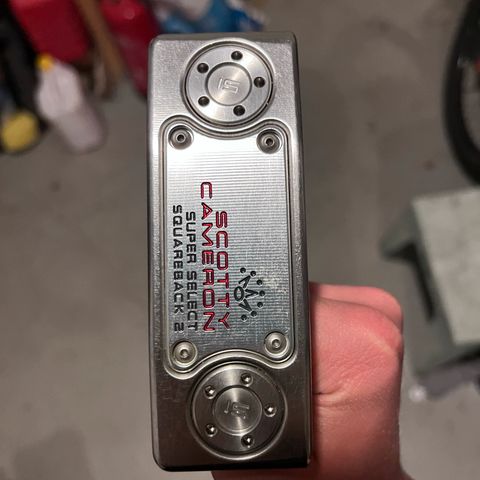 SCOTTY
CAMERON
SUPER SELECT
SQUAREBACK 2